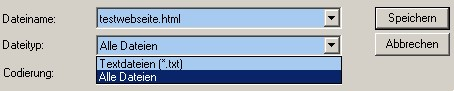 Dateiname: testwebseite.html Speichern
Dateityp: Alle Dateien Abbrechen
Textdateien (*.txt)
Codierung: Alle Dateien